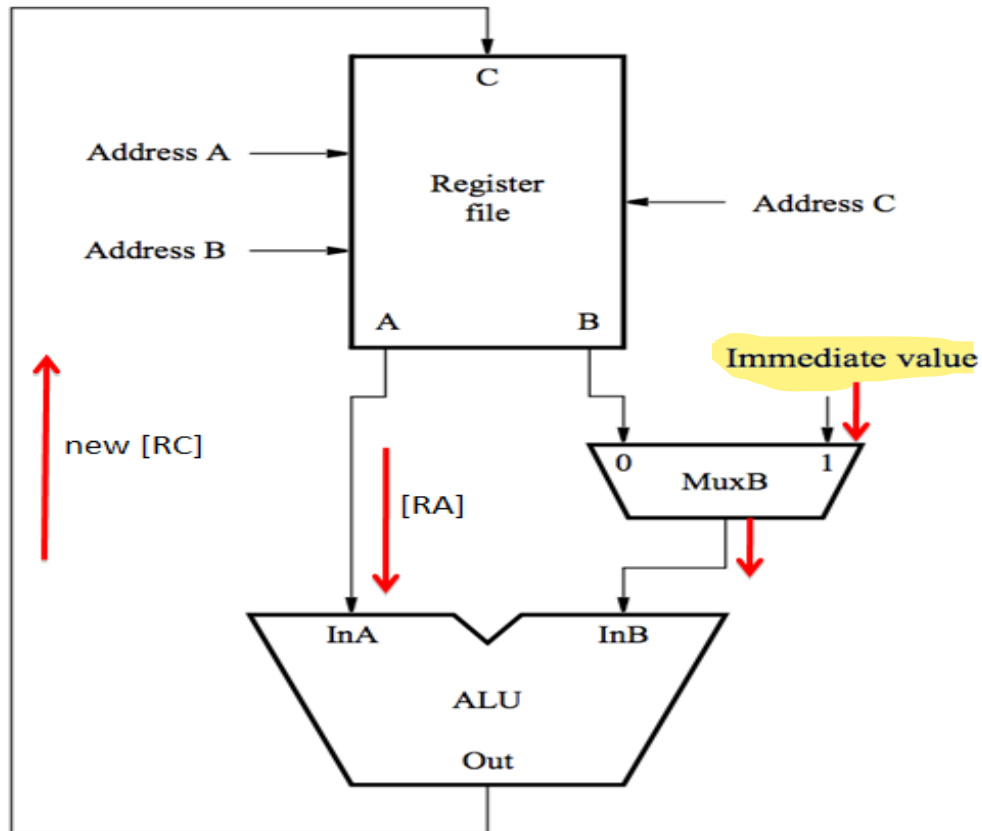 C
Address A
Register
file
Address C
Address B
A
B
Immediate value
new [RC]
[RA]
0
1
MuxB
InA
InB
ALU
Out